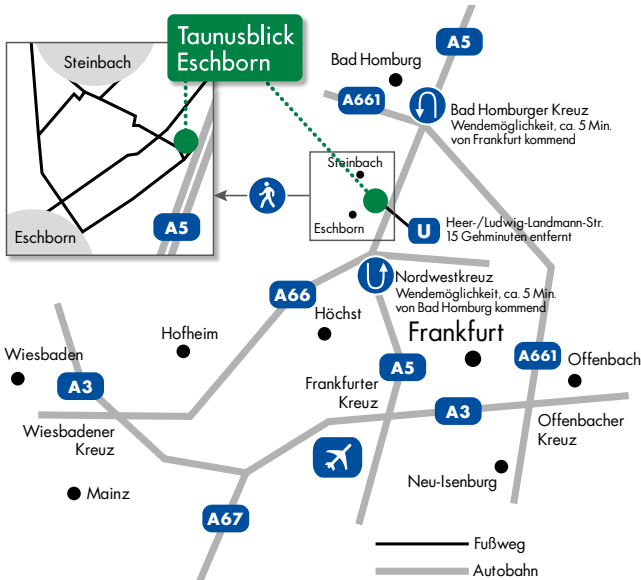 Taunusblick
Eschborn
Steinbach
Eschborn
A5
A5
Bad Homburg
A661
Bad Homburger Kreuz
Wendemöglichkeit, ca. 5 Min.
von Frankfurt kommend
Steinbach
Eschborn
U
Heer-/Ludwig-Landmann-Str.
15 Gehminuten entfernt
Nordwestkreuz
Wendemöglichkeit, ca. 5 Min.
von Bad Homburg kommend
A66
Höchst
Hofheim
Frankfurt
Wiesbaden
A3
A5
A661
Offenbach
Frankfurter
Kreuz
A3
Offenbacher
Kreuz
Wiesbadener
Kreuz
Neu-Isenburg
Mainz
A67
Fußweg
Autobahn